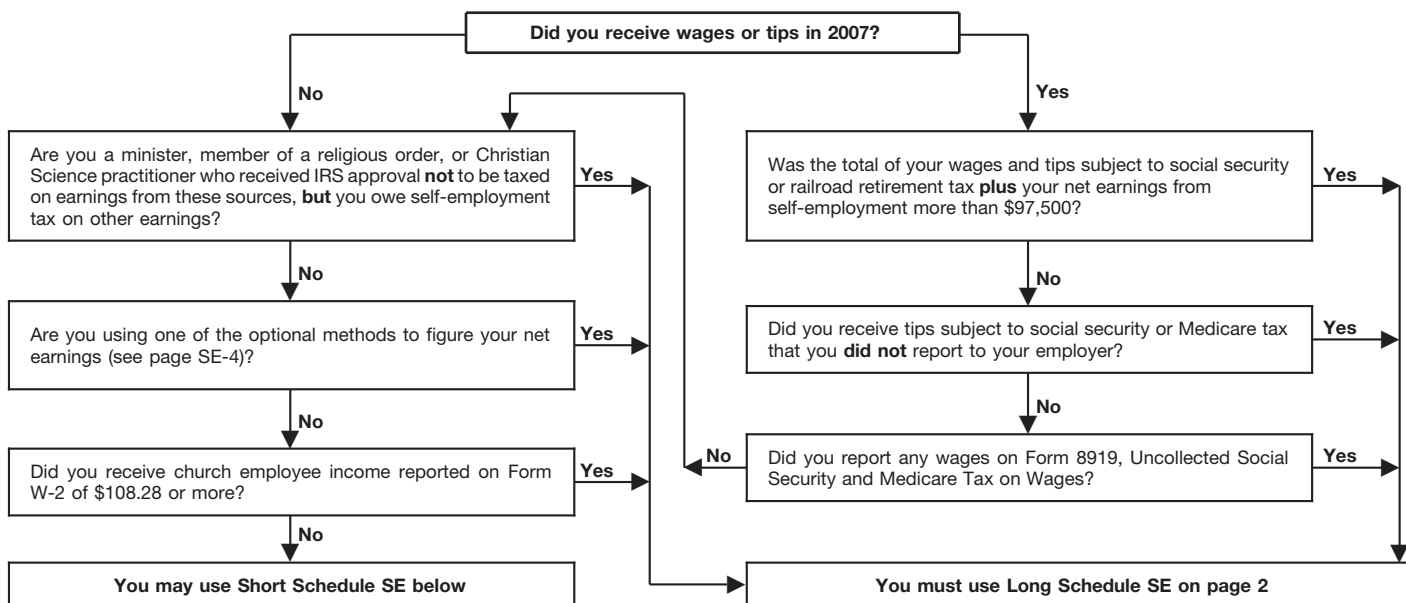 Did you receive wages or tips in 2007?
No
Yes
Are you a minister, member of a religious order, or Christian
Science practitioner who received IRS approval not to be taxed
on earnings from these sources, but you owe self-employment
tax on other earnings?
Yes
Was the total of your wages and tips subject to social security
or railroad retirement tax plus your net earnings from
self-employment more than $97,500?
Yes
No
No
Are you using one of the optional methods to figure your net
earnings (see page SE-4)?
Yes
Did you receive tips subject to social security or Medicare tax
that you did not report to your employer?
Yes
No
No
Did you receive church employee income reported on Form
W-2 of $108.28 or more?
Yes
No
Did you report any wages on Form 8919, Uncollected Social
Security and Medicare Tax on Wages?
Yes
No
You may use Short Schedule SE below
You must use Long Schedule SE on page 2